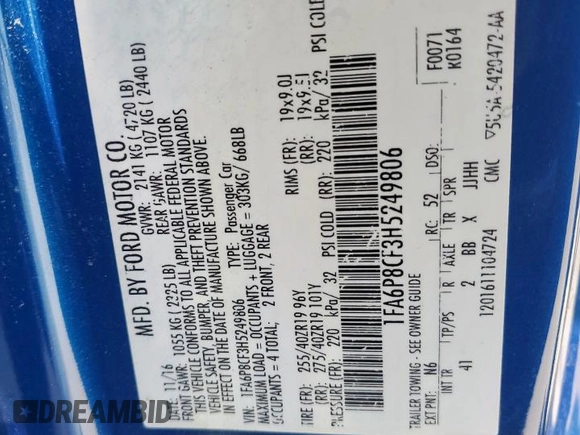 MFD. BY FORD MOTOR CO.
DATE: 11/16 GVWR: 2141 KG ( 4720 LB)
FRONT GAWR: 1055 KG ( 2325 LB) REAR GAWR: 1107 KG ( 2440 LB)
THIS VEHICLE CONFORMS TO ALL APPLICABLE FEDERAL MOTOR
VEHICLE SAFETY, BUMPER, AND THEFT PREVENTION STANDARDS
IN EFFECT ON THE DATE OF MANUFACTURE SHOWN ABOVE.
VIN: 1FA6P8CF3H5249806 TYPE: Passenger Car
MAXIMUM LOAD = OCCUPANTS + LUGGAGE = 303KG/ 668LB
OCCUPANTS = 4 TOTAL; 2 FRONT, 2 REAR
TIRE (FR): 255/40ZR19 96Y RIMS (FR): 19x9.0J
(RR): 275/40ZR19 101Y (RR): 19x9.5J
PRESSURE (FR): 220 kPa/ 32 PSI COLD (RR): 220 kPa/ 32 PSI COLD
1FA6P8CF3H5249806
F0071
K0164
TRAILER TOWING - SEE OWNER GUIDE
EXT PNT: N6 RC: 52 DSO:
INT TR TP/PS R AXLE TR SPR
41 2 BB X JJHH
1201611104724 CMC 5420472-AA
AutoBidCar